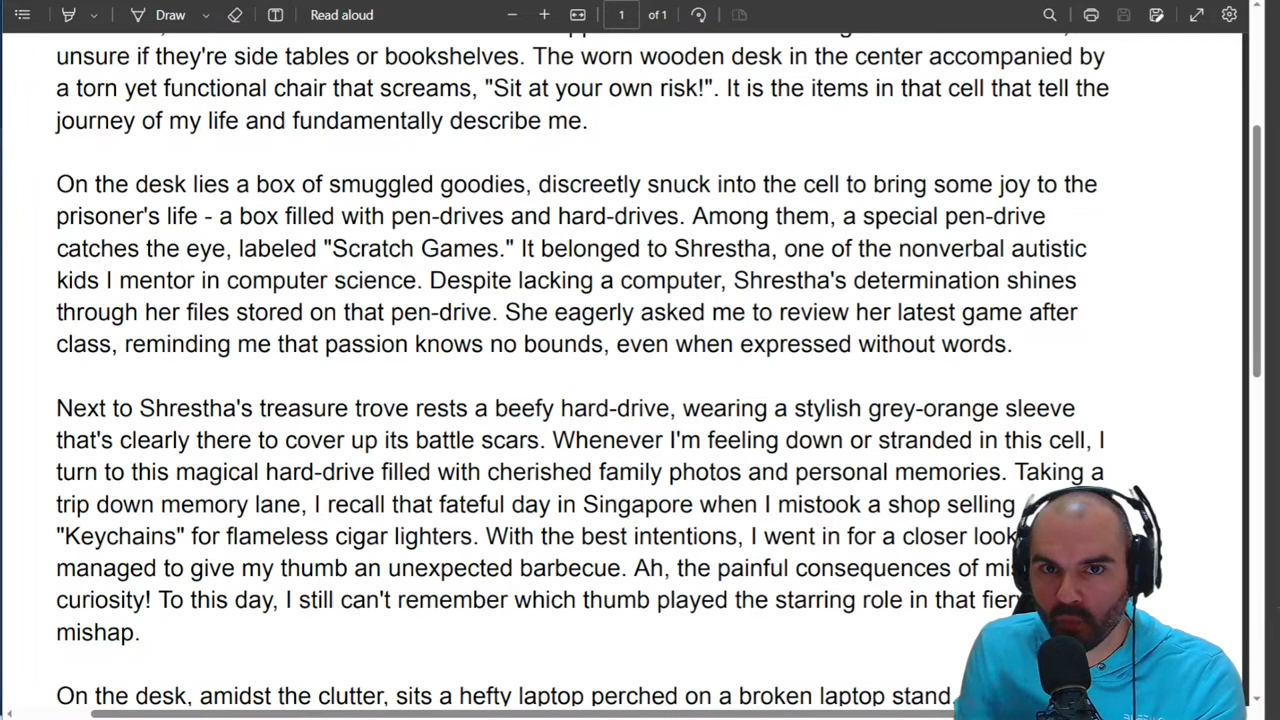 Draw
Read aloud
1 of 1
unsure if they're side tables or bookshelves. The worn wooden desk in the center accompanied by
a torn yet functional chair that screams, "Sit at your own risk!". It is the items in that cell that tell the
journey of my life and fundamentally describe me.
On the desk lies a box of smuggled goodies, discreetly snuck into the cell to bring some joy to the
prisoner's life - a box filled with pen-drives and hard-drives. Among them, a special pen-drive
catches the eye, labeled "Scratch Games." It belonged to Shrestha, one of the nonverbal autistic
kids I mentor in computer science. Despite lacking a computer, Shrestha's determination shines
through her files stored on that pen-drive. She eagerly asked me to review her latest game after
class, reminding me that passion knows no bounds, even when expressed without words.
Next to Shrestha's treasure trove rests a beefy hard-drive, wearing a stylish grey-orange sleeve
that's clearly there to cover up its battle scars. Whenever I'm feeling down or stranded in this cell, I
turn to this magical hard-drive filled with cherished family photos and personal memories. Taking a
trip down memory lane, I recall that fateful day in Singapore when I mistook a shop selling
"Keychains" for flameless cigar lighters. With the best intentions, I went in for a closer look
managed to give my thumb an unexpected barbecue. Ah, the painful consequences of
curiosity! To this day, I still can't remember which thumb played the starring role in that
mishap.
On the desk, amidst the clutter, sits a hefty laptop perched on a broken laptop stand